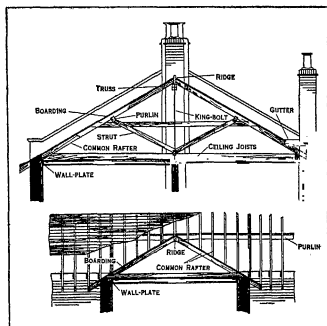 RIDGE
TRUSS
BOARDING
PURLIN
KING-BOLT
GUTTER
STRUT
COMMON RAFTER
CEILING JOISTS
WALL-PLATE
PURLIN
RIDGE
BOARDING
COMMON RAFTER
WALL-PLATE